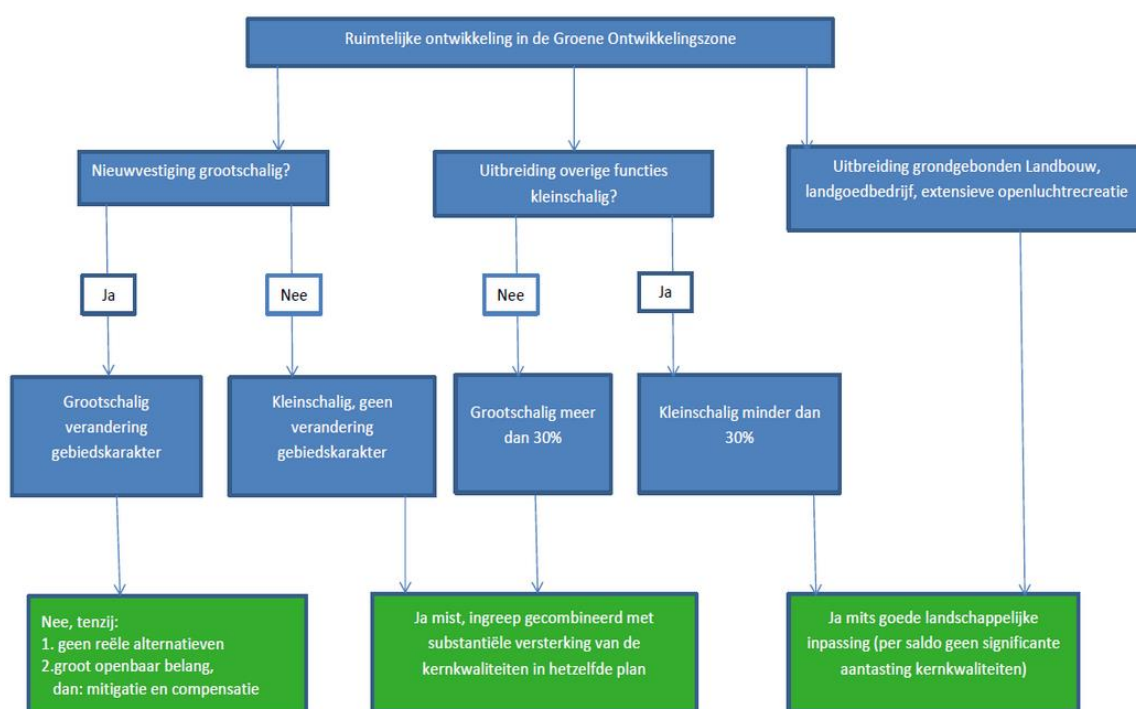 Ruimtelijke ontwikkeling in de Groene Ontwikkelingszone
Nieuwvestiging grootschalig?
Uitbreiding overige functies
kleinschalig?
Uitbreiding grondgebonden Landbouw,
landgoedbedrijf, extensieve openluchtrecreatie
Ja
Nee
Nee
Ja
Grootschalig
verandering
gebiedskarakter
Kleinschalig, geen
verandering
gebiedskarakter
Grootschalig meer
dan 30%
Kleinschalig minder dan
30%
Nee, tenzij:
1. geen reële alternatieven
2.groot openbaar belang,
dan: mitigatie en compensatie
Ja mist, ingreep gecombineerd met
substantiële versterking van de
kernkwaliteiten in hetzelfde plan
Ja mits goede landschappelijke
inpassing (per saldo geen significante
aantasting kernkwaliteiten)